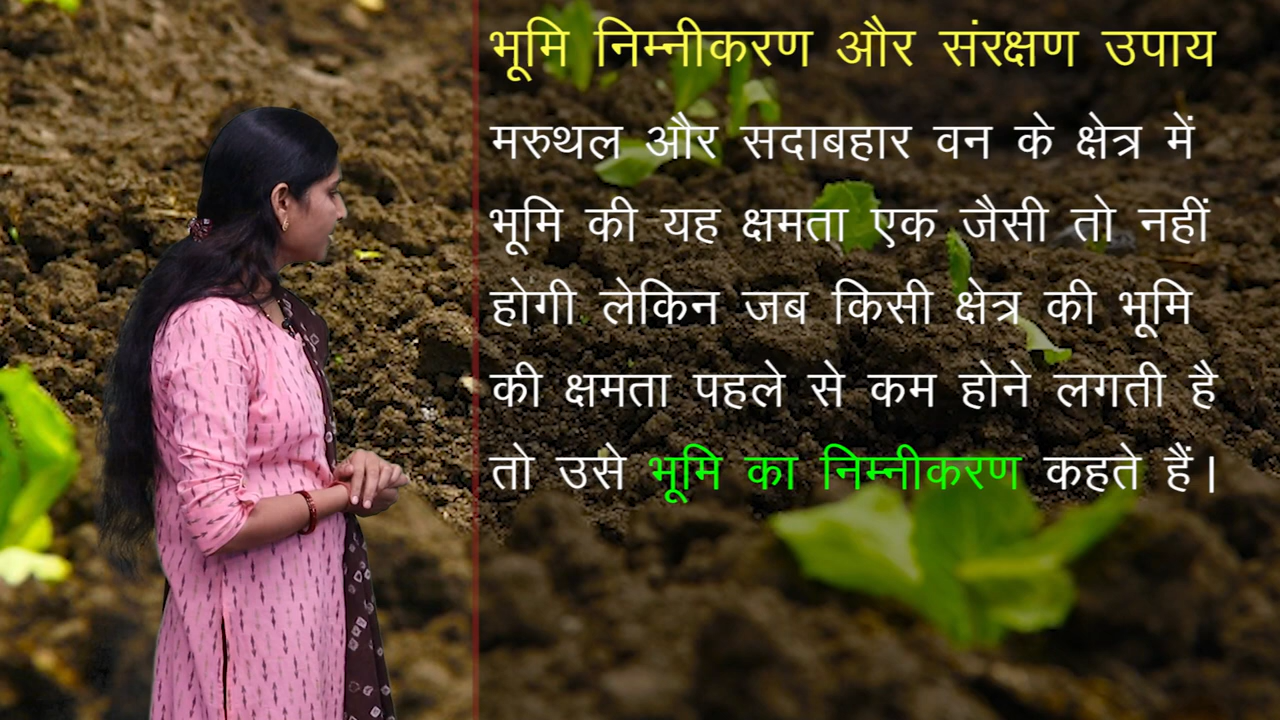 भूमि निम्नीकरण और संरक्षण उपाय
मरुथल और सदाबहार वन के क्षेत्र में
भूमि की यह क्षमता एक जैसी तो नहीं
होगी लेकिन जब किसी क्षेत्र की भूमि
की क्षमता पहले से कम होने लगती है
तो उसे भूमि का निम्नीकरण कहते हैं।